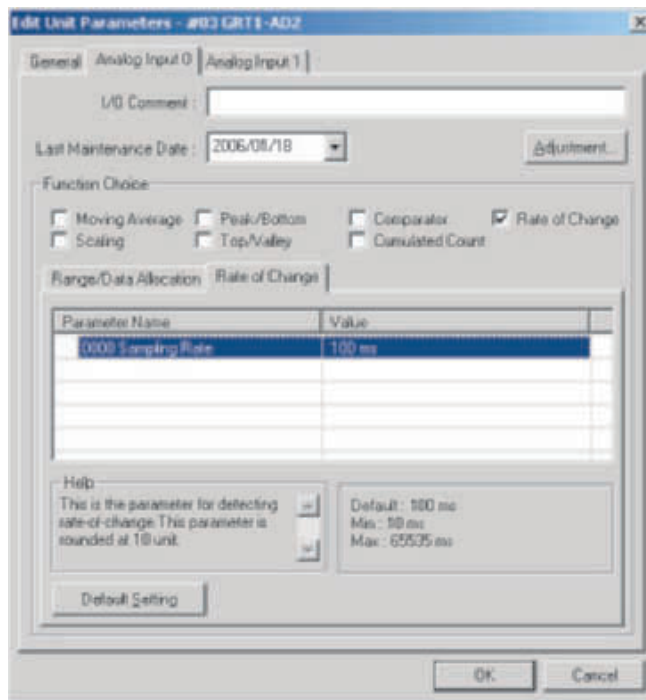 Edit Unit Parameters - #03 GRT1-AD2
General Analog Input 0 Analog Input 1
I/O Comment :
Last Maintenance Date : 2006/08/18
Adjustment...
Function Choice
Moving Average Peak/Bottom Comparator Rate of Change
Scaling Top/Valley Cumulated Count
Range/Data Allocation Rate of Change
Parameter Name Value
0000 Sampling Rate 100 ms
Help
This is the parameter for detecting
rate-of-change.This parameter is
rounded at 10 unit.
Default : 100 ms
Min : 10 ms
Max : 65535 ms
Default Setting
OK Cancel